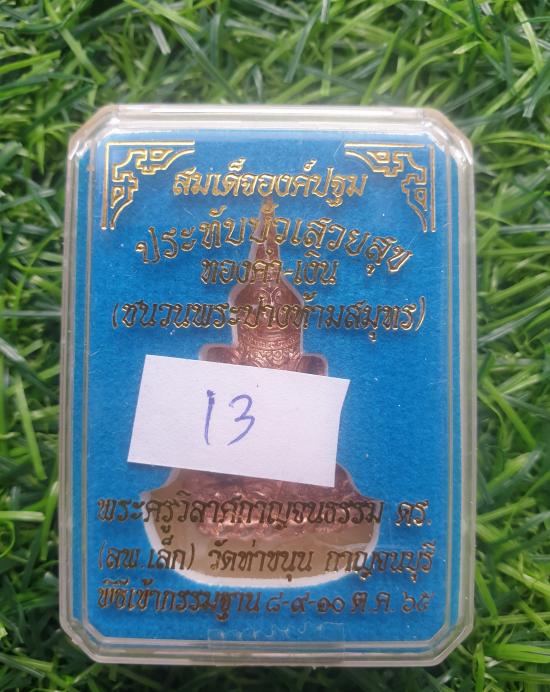 สมเด็จองค์ปฐม
ประทับบัวเสวยสุข
ทองคำ-เงิน
(ชนวนพระปางห้ามสมุทร)
13
พระครูวิลาศกาญจนธรรม ดร.
(ลพ.เล็ก) วัดท่าขนุน กาญจนบุรี
พิธีเข้ากรรมฐาน ๘-๙-๑๐ ต.ค. ๖๕